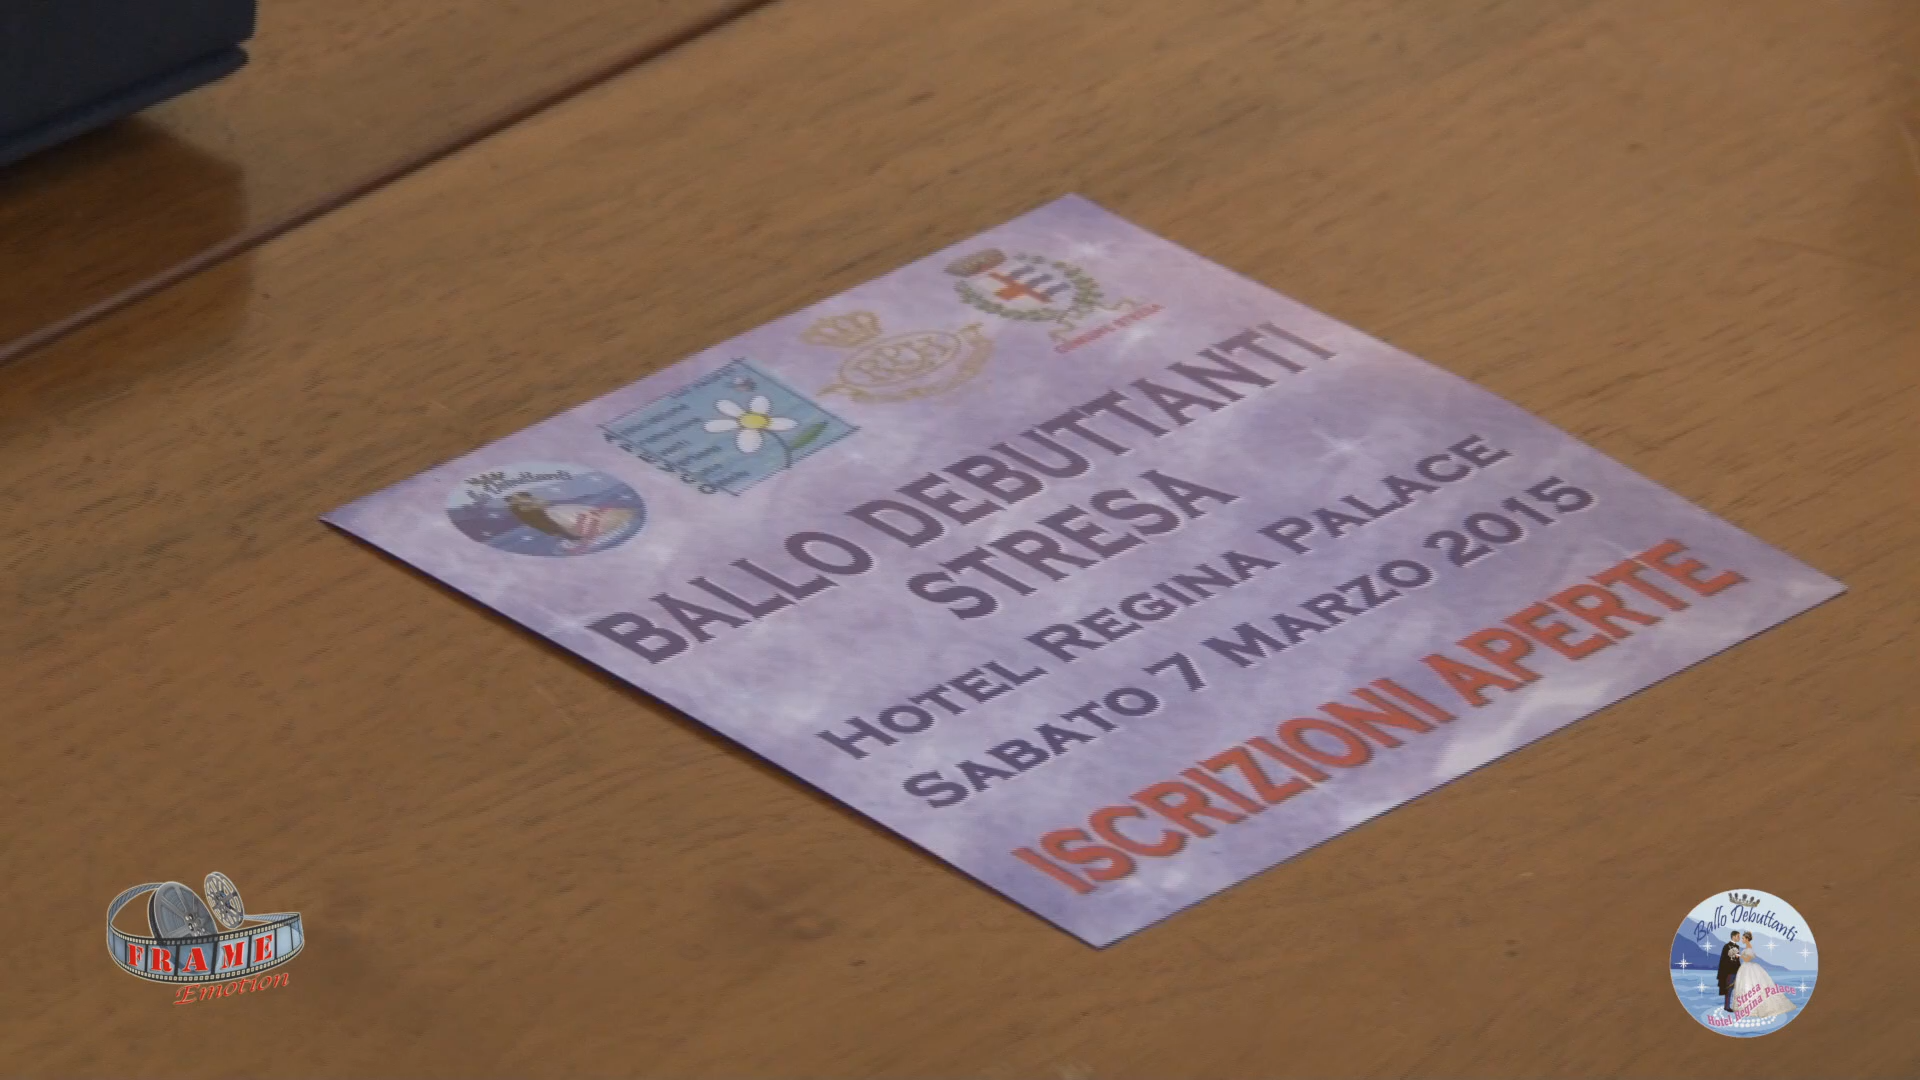 BALLO DEBUTTANTI
STRESA
HOTEL REGINA PALACE
SABATO 7 MARZO 2015
ISCRIZIONI APERTE
FRAME
Emotion
Ballo Debuttanti
Stresa
Hotel Regina Palace